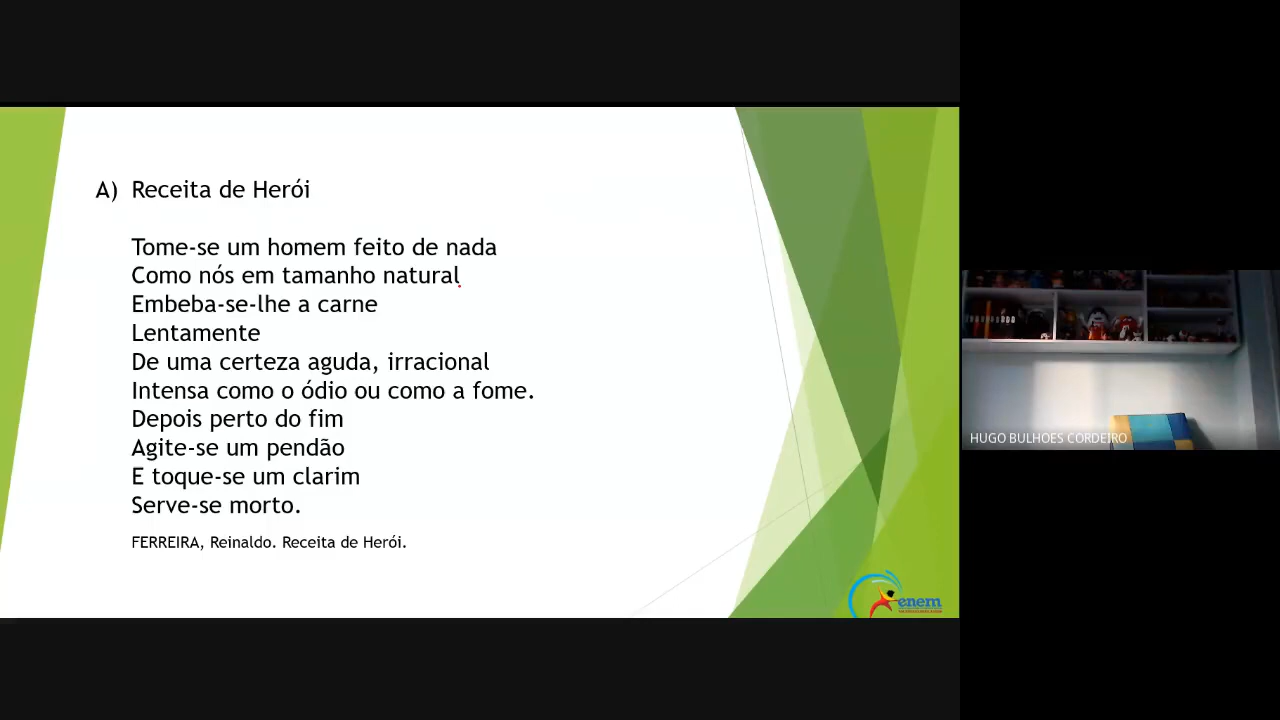 A) Receita de Herói
Tome-se um homem feito de nada
Como nós em tamanho natural
Embeba-se-lhe a carne
Lentamente
De uma certeza aguda, irracional
Intensa como o ódio ou como a fome.
Depois perto do fim
Agite-se um pendão
E toque-se um clarim
Serve-se morto.
FERREIRA, Reinaldo. Receita de Herói.
enem
HUGO BULHOES CORDEIRO